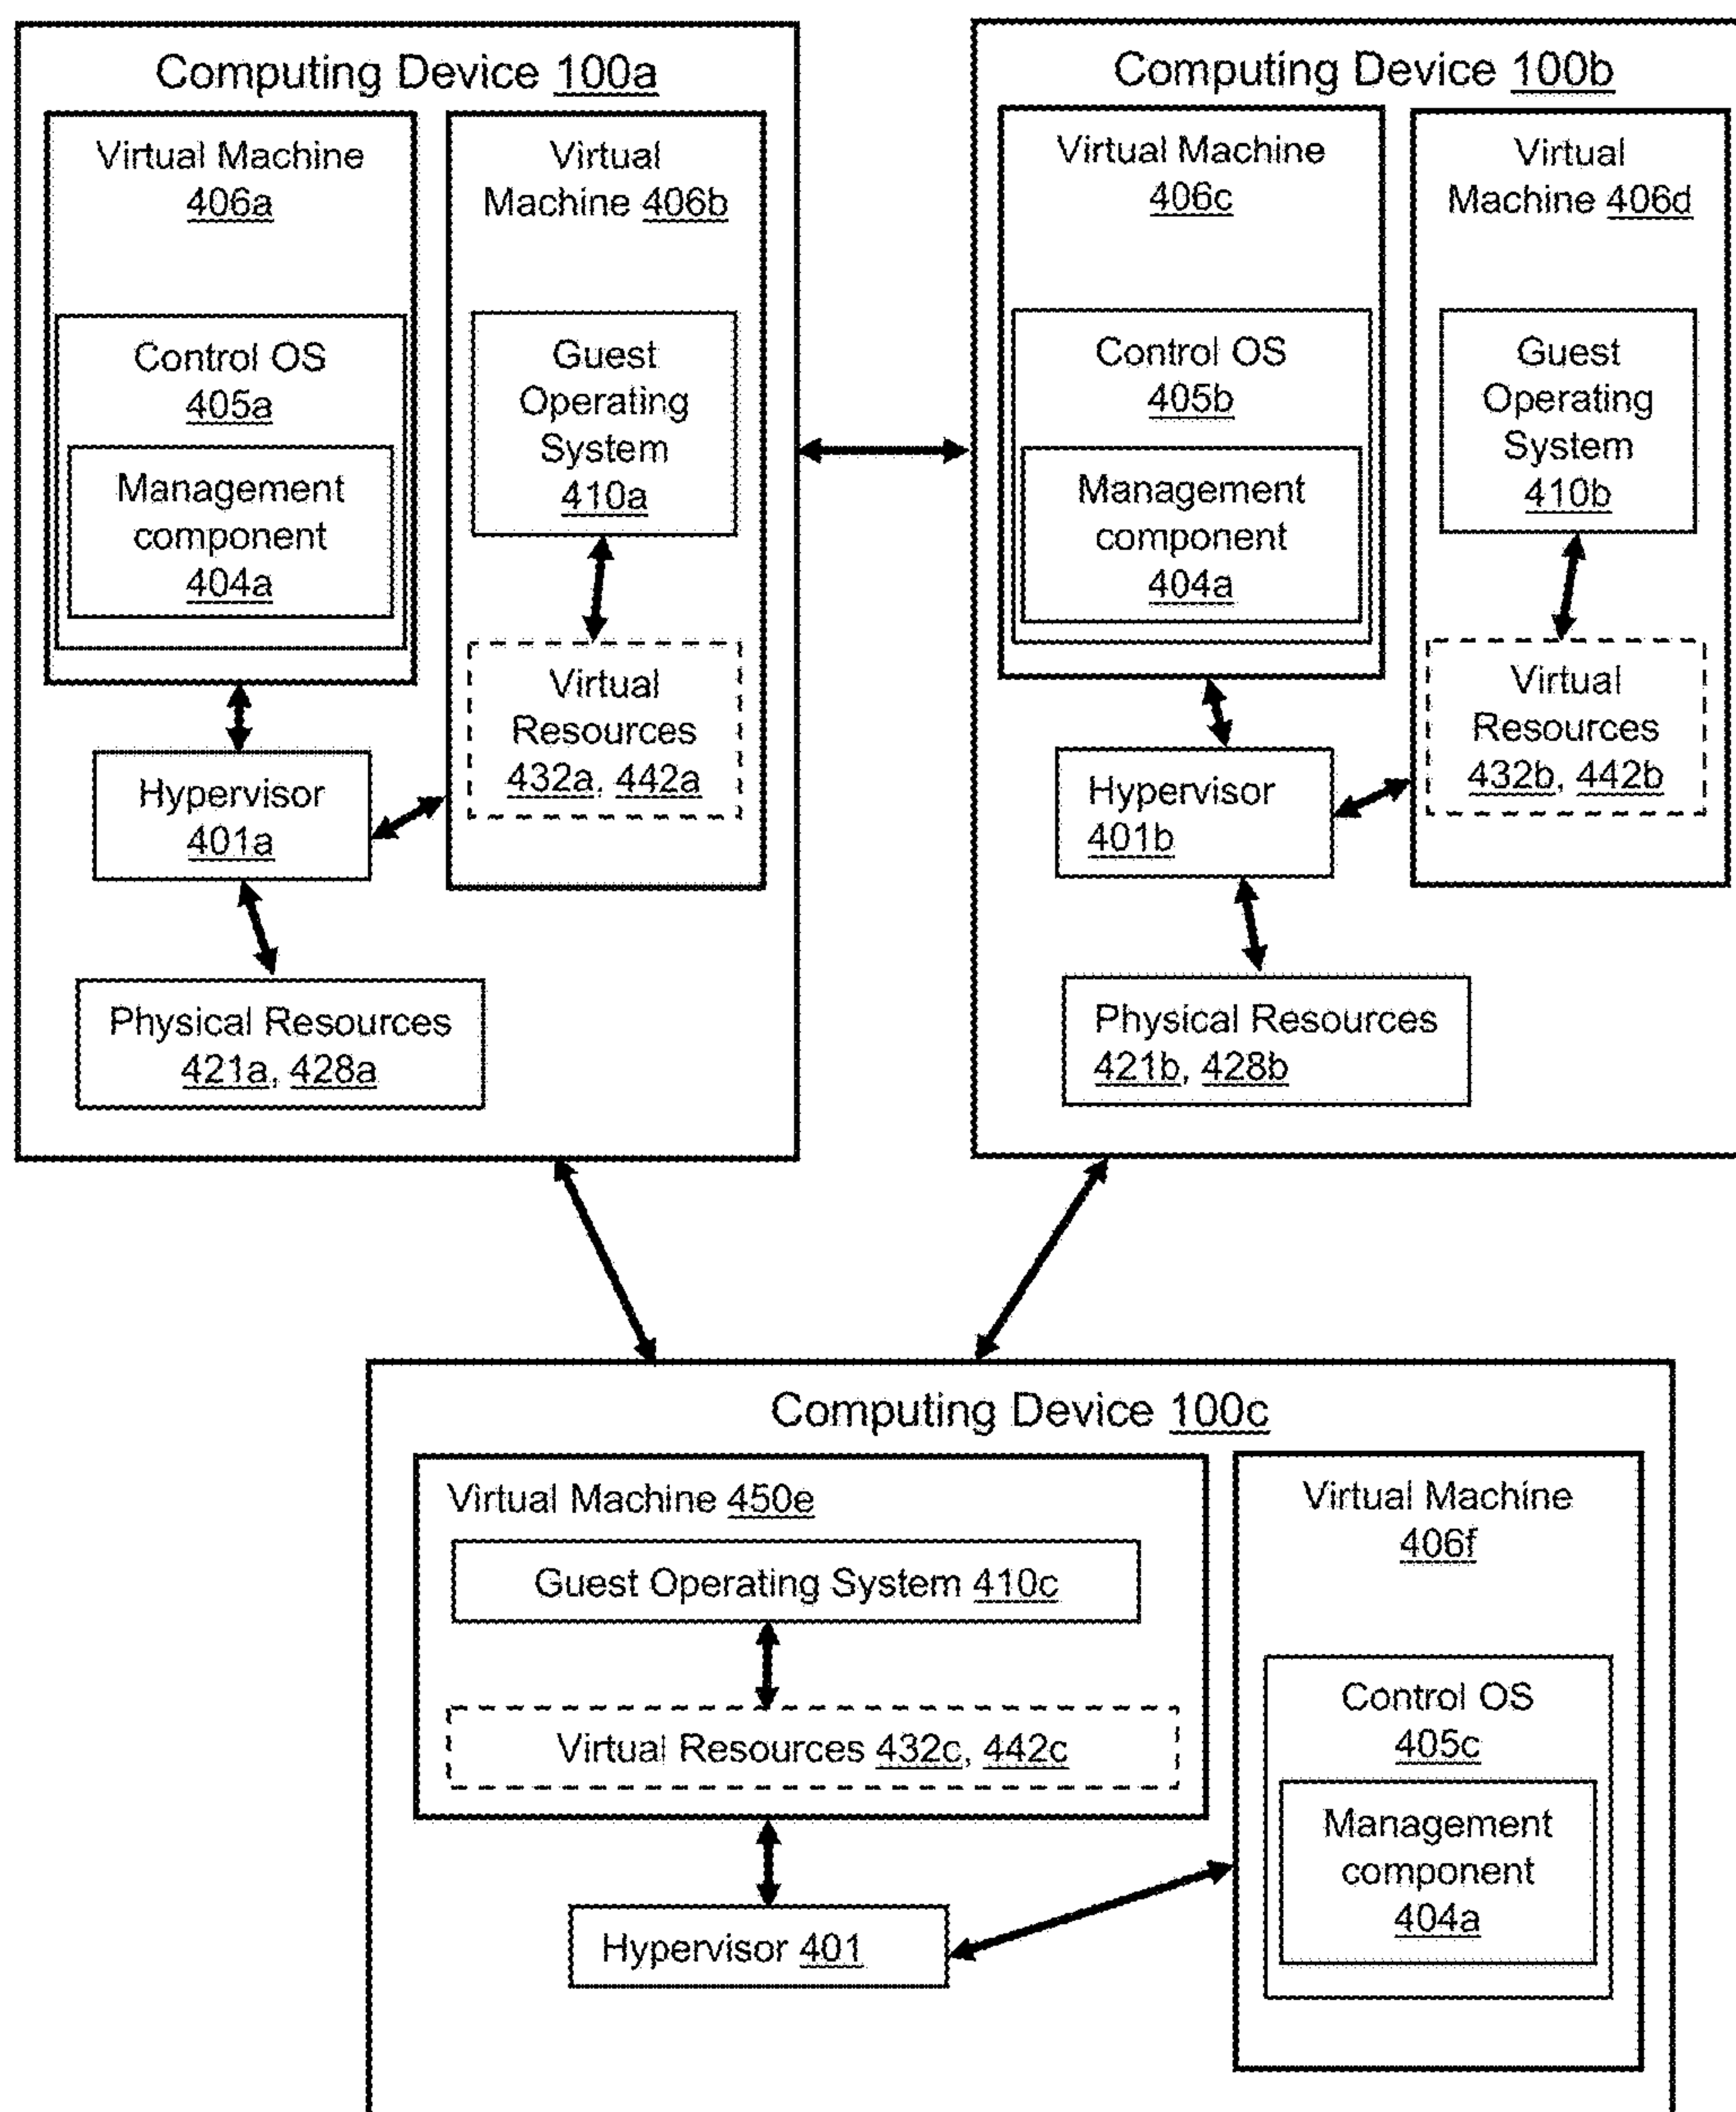 Computing Device 100a
Virtual Machine
406a
Control OS
405a
Management
component
404a
Virtual
Machine 406b
Guest
Operating
System
410a
Virtual
Resources
432a, 442a
Hypervisor
401a
Physical Resources
421a, 428a
Computing Device 100b
Virtual Machine
406c
Control OS
405b
Management
component
404a
Virtual
Machine 406d
Guest
Operating
System
410b
Virtual
Resources
432b, 442b
Hypervisor
401b
Physical Resources
421b, 428b
Computing Device 100c
Virtual Machine 450e
Guest Operating System 410c
Virtual Resources 432c, 442c
Hypervisor 401
Virtual Machine
406f
Control OS
405c
Management
component
404a